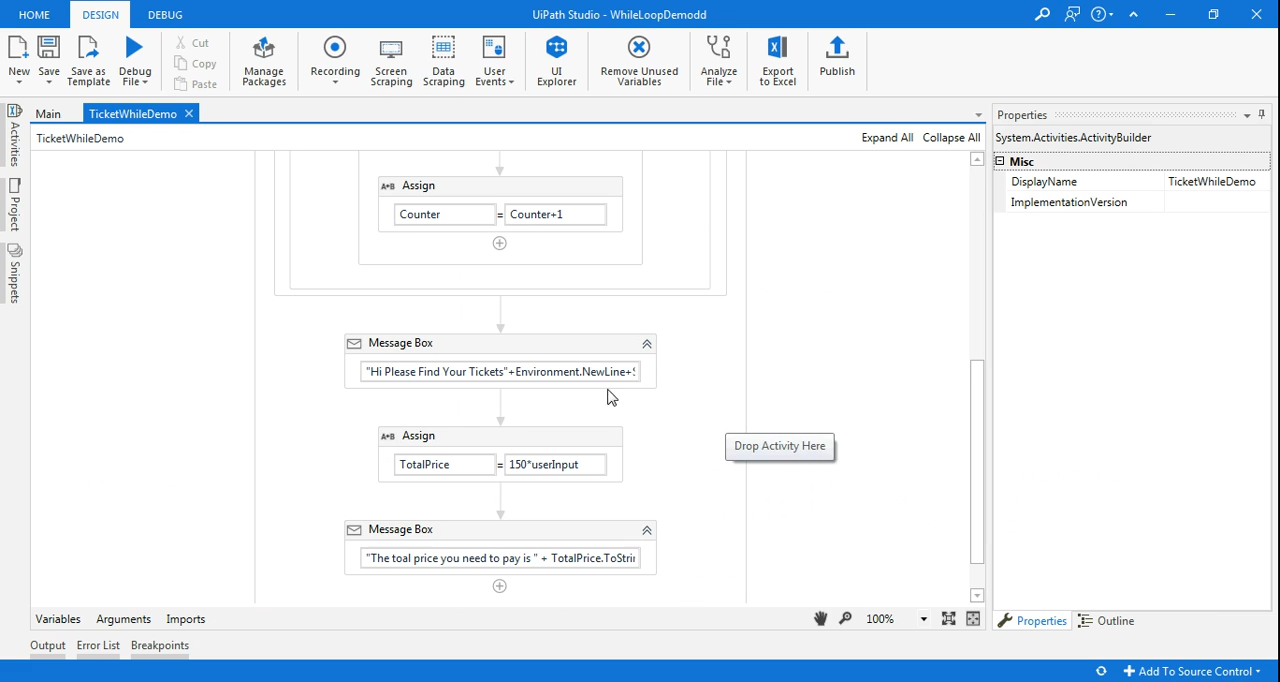 HOME DESIGN DEBUG UiPath Studio - WhileLoopDemodd
Cut
Copy
Paste
New Save Save as Template Debug File Manage Packages Recording Screen Scraping Data Scraping User Events UI Explorer Remove Unused Variables Analyze File Export to Excel Publish
Main TicketWhileDemo
TicketWhileDemo Expand All Collapse All
Activities
Project
Snippets
A+B Assign
Counter = Counter+1
Message Box
"Hi Please Find Your Tickets"+Environment.NewLine+
Drop Activity Here
A+B Assign
TotalPrice = 150*userInput
Message Box
"The toal price you need to pay is " + TotalPrice.ToStri
Variables Arguments Imports 100%
Output Error List Breakpoints
Properties
System.Activities.ActivityBuilder
Misc
DisplayName TicketWhileDemo
ImplementationVersion
Properties Outline
Add To Source Control